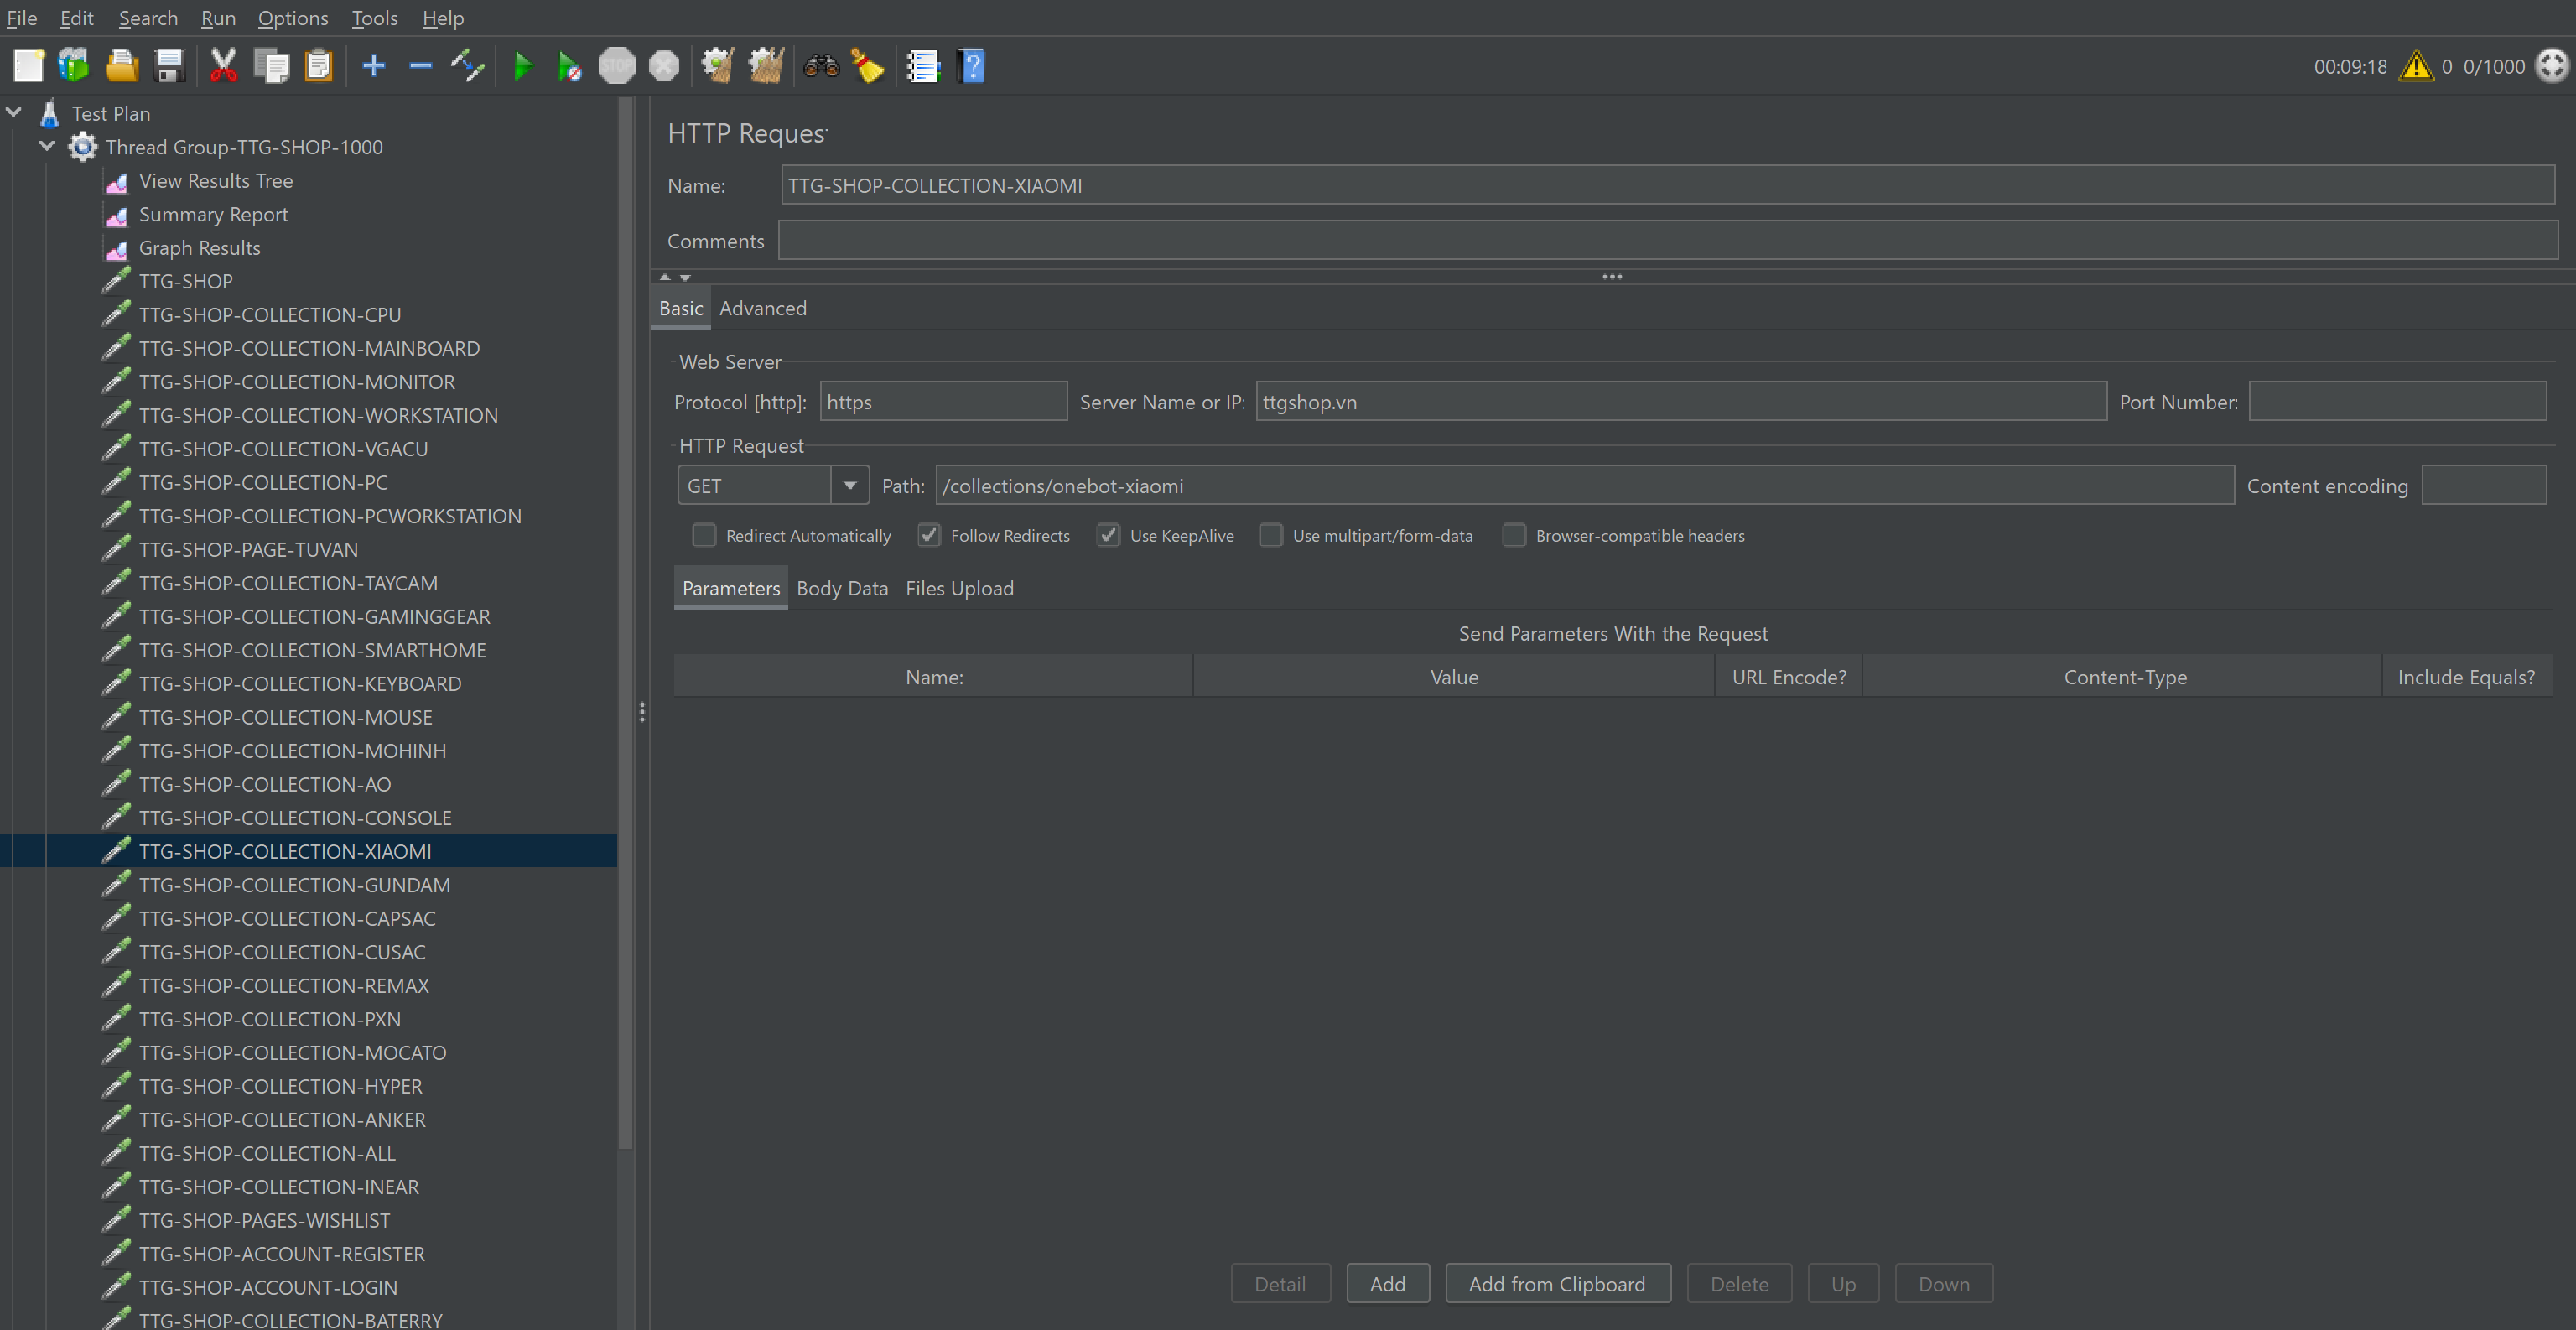 File Edit Search Run Options Tools Help
STOP
00:09:18 0 0/1000
Test Plan
Thread Group-TTG-SHOP-1000
View Results Tree
Summary Report
Graph Results
TTG-SHOP
TTG-SHOP-COLLECTION-CPU
TTG-SHOP-COLLECTION-MAINBOARD
TTG-SHOP-COLLECTION-MONITOR
TTG-SHOP-COLLECTION-WORKSTATION
TTG-SHOP-COLLECTION-VGACU
TTG-SHOP-COLLECTION-PC
TTG-SHOP-COLLECTION-PCWORKSTATION
TTG-SHOP-PAGE-TUVAN
TTG-SHOP-COLLECTION-TAYCAM
TTG-SHOP-COLLECTION-GAMINGGEAR
TTG-SHOP-COLLECTION-SMARTHOME
TTG-SHOP-COLLECTION-KEYBOARD
TTG-SHOP-COLLECTION-MOUSE
TTG-SHOP-COLLECTION-MOHINH
TTG-SHOP-COLLECTION-AO
TTG-SHOP-COLLECTION-CONSOLE
TTG-SHOP-COLLECTION-XIAOMI
TTG-SHOP-COLLECTION-GUNDAM
TTG-SHOP-COLLECTION-CAPSAC
TTG-SHOP-COLLECTION-CUSAC
TTG-SHOP-COLLECTION-REMAX
TTG-SHOP-COLLECTION-PXN
TTG-SHOP-COLLECTION-MOCATO
TTG-SHOP-COLLECTION-HYPER
TTG-SHOP-COLLECTION-ANKER
TTG-SHOP-COLLECTION-ALL
TTG-SHOP-COLLECTION-INEAR
TTG-SHOP-PAGES-WISHLIST
TTG-SHOP-ACCOUNT-REGISTER
TTG-SHOP-ACCOUNT-LOGIN
TTG-SHOP-COLLECTION-BATERRY
HTTP Request
Name: TTG-SHOP-COLLECTION-XIAOMI
Comments:
Basic Advanced
Web Server
Protocol [http]: https Server Name or IP: ttgshop.vn Port Number:
HTTP Request
GET Path: /collections/onebot-xiaomi Content encoding
Redirect Automatically Follow Redirects Use KeepAlive Use multipart/form-data Browser-compatible headers
Parameters Body Data Files Upload
Send Parameters With the Request
Name: Value URL Encode? Content-Type Include Equals?
Detail Add Add from Clipboard Delete Up Down